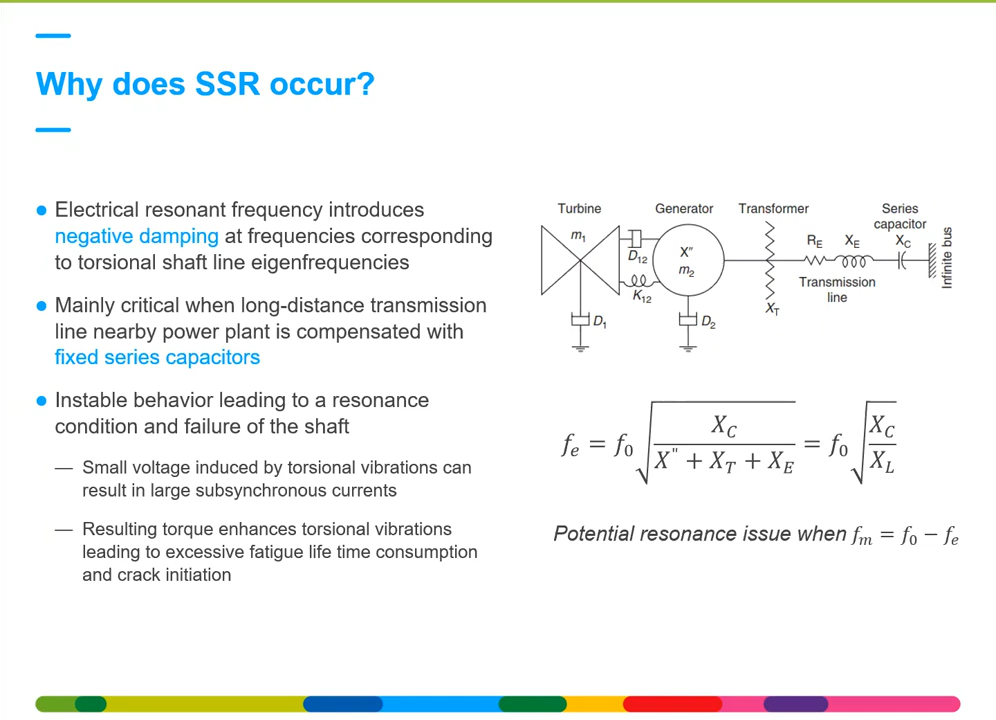 Why does SSR occur?
Electrical resonant frequency introduces
negative damping at frequencies corresponding
to torsional shaft line eigenfrequencies
Mainly critical when long-distance transmission
line nearby power plant is compensated with
fixed series capacitors
Instable behavior leading to a resonance
condition and failure of the shaft
— Small voltage induced by torsional vibrations can
result in large subsynchronous currents
— Resulting torque enhances torsional vibrations
leading to excessive fatigue life time consumption
and crack initiation
Turbine
Generator
Transformer
Series
capacitor
m₁
D₁₂
K₁₂
X"
m₂
R_E
X_E
X_C
Transmission
line
X_T
D₁
D₂
Infinite bus
f_e = f₀ √(X_C / (X" + X_T + X_E)) = f₀ √(X_C / X_L)
Potential resonance issue when f_m = f₀ − f_e